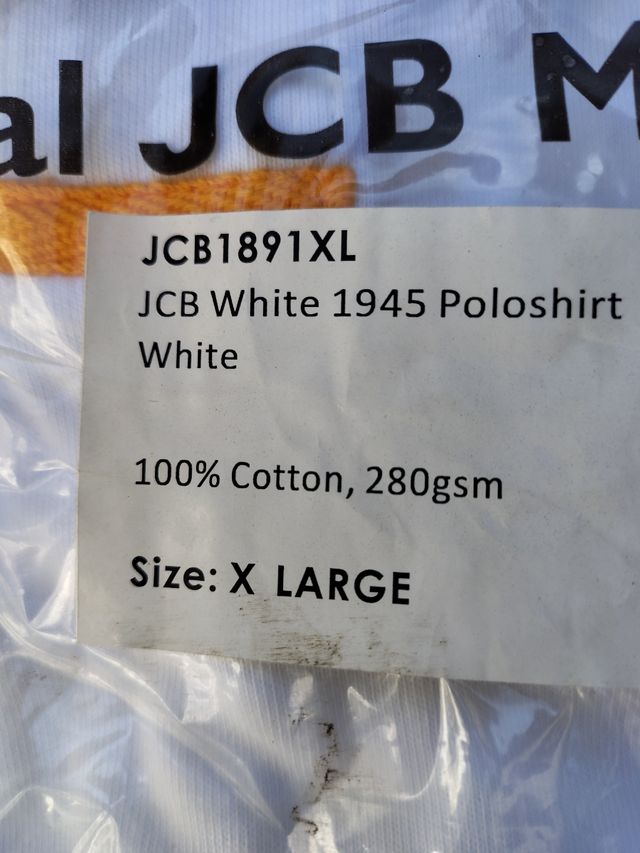 al JCB M
JCB1891XL
JCB White 1945 Poloshirt
White
100% Cotton, 280gsm
Size: X LARGE